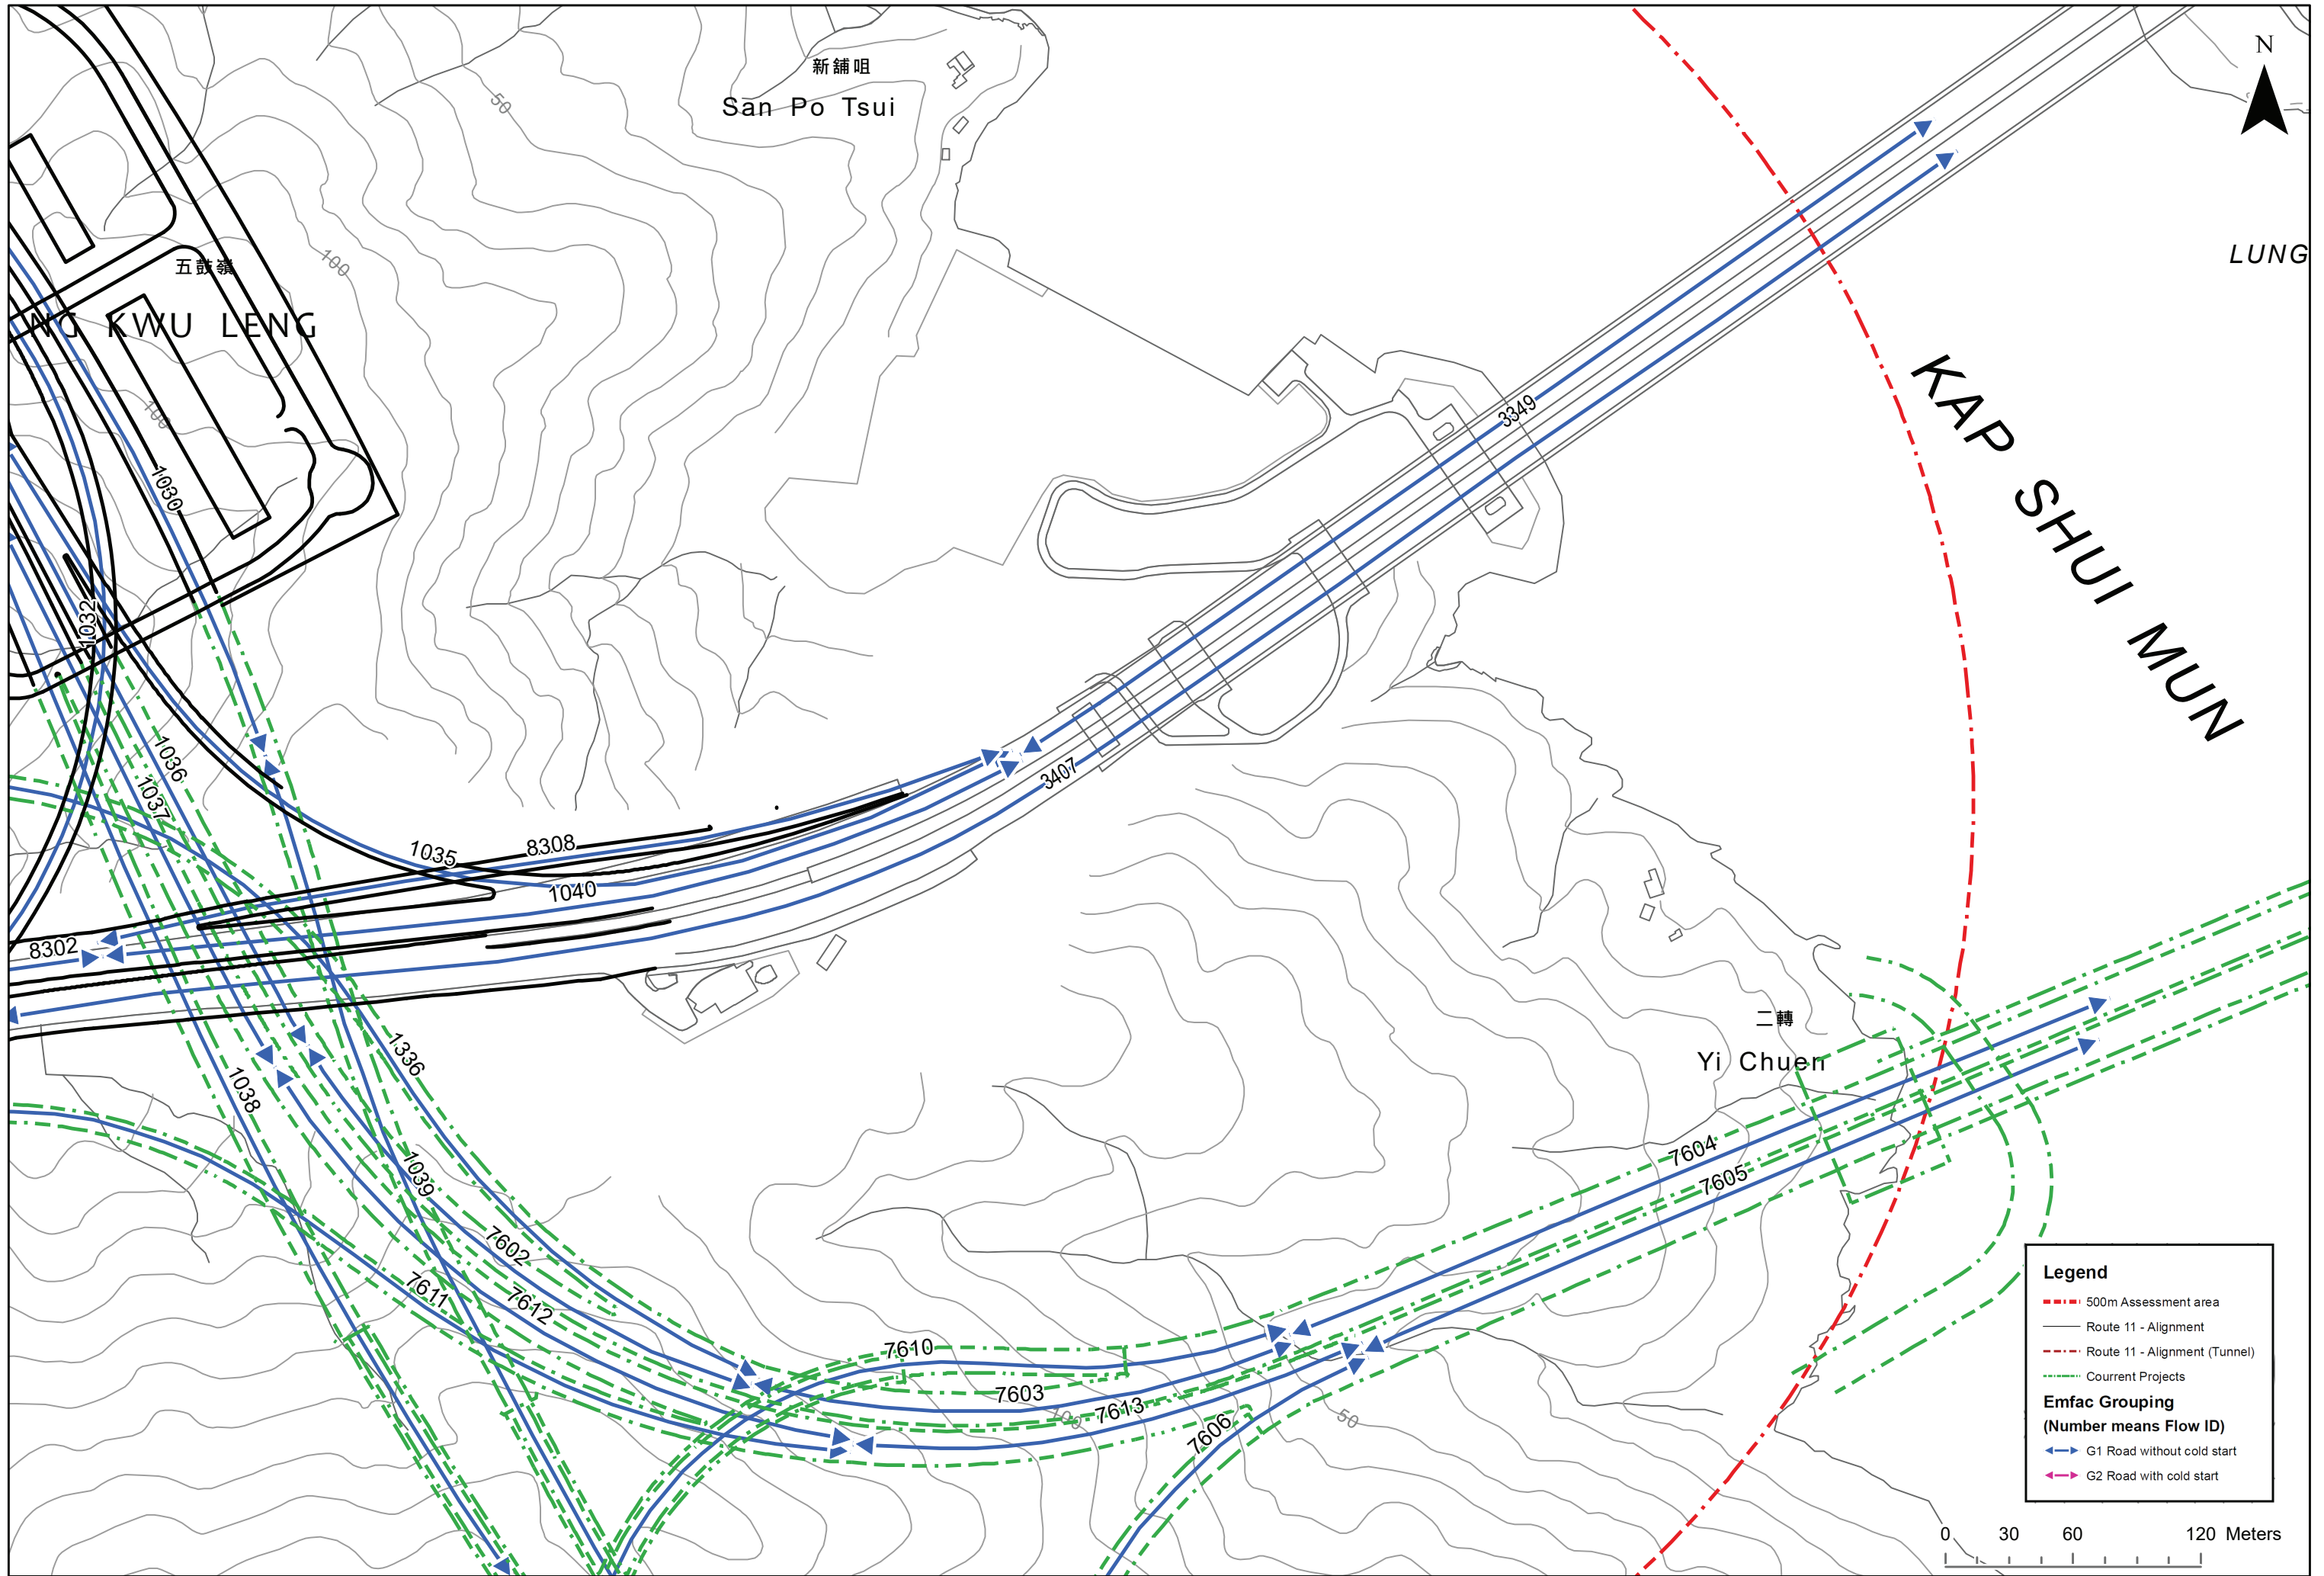 新舖咀
San Po Tsui
50
N
LUNG
100
五鼓嶺
NG KWU LENG
100
KAP SHUI MUN
3349
1030
1032
3407
1036
1037
1035
8308
1040
8302
1336
1038
二轉
Yi Chuen
1039
7604
7605
7602
7611
7612
7610
7603
7613
7606
100
50
Legend
500m Assessment area
Route 11 - Alignment
Route 11 - Alignment (Tunnel)
Courrent Projects
Emfac Grouping
(Number means Flow ID)
G1 Road without cold start
G2 Road with cold start
0 30 60 120 Meters